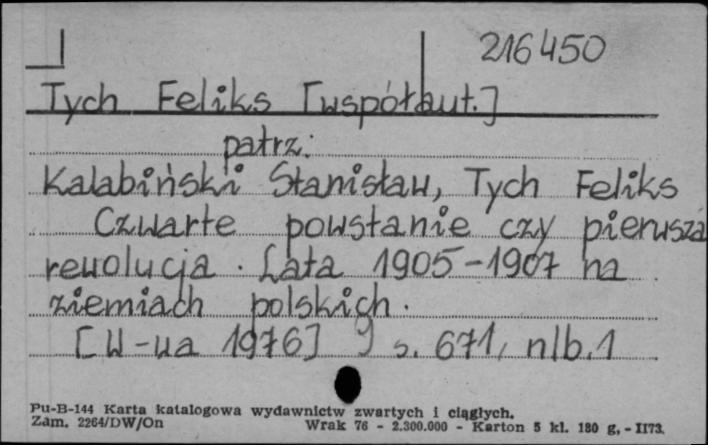 216450
Tych Feliks [współaut.]
patrz:
Kalabiński Stanisław, Tych Feliks
Czwarte powstanie czy pierwsza
rewolucja. Lata 1905-1907 na
ziemiach polskich.
[W-wa 1976] s. 671, nlb. 1
Pu-B-144 Karta katalogowa wydawnictw zwartych i ciągłych.
Zam. 2264/DW/On Wrak 76 - 2.300.000 - Karton 5 kl. 180 g, - II73.